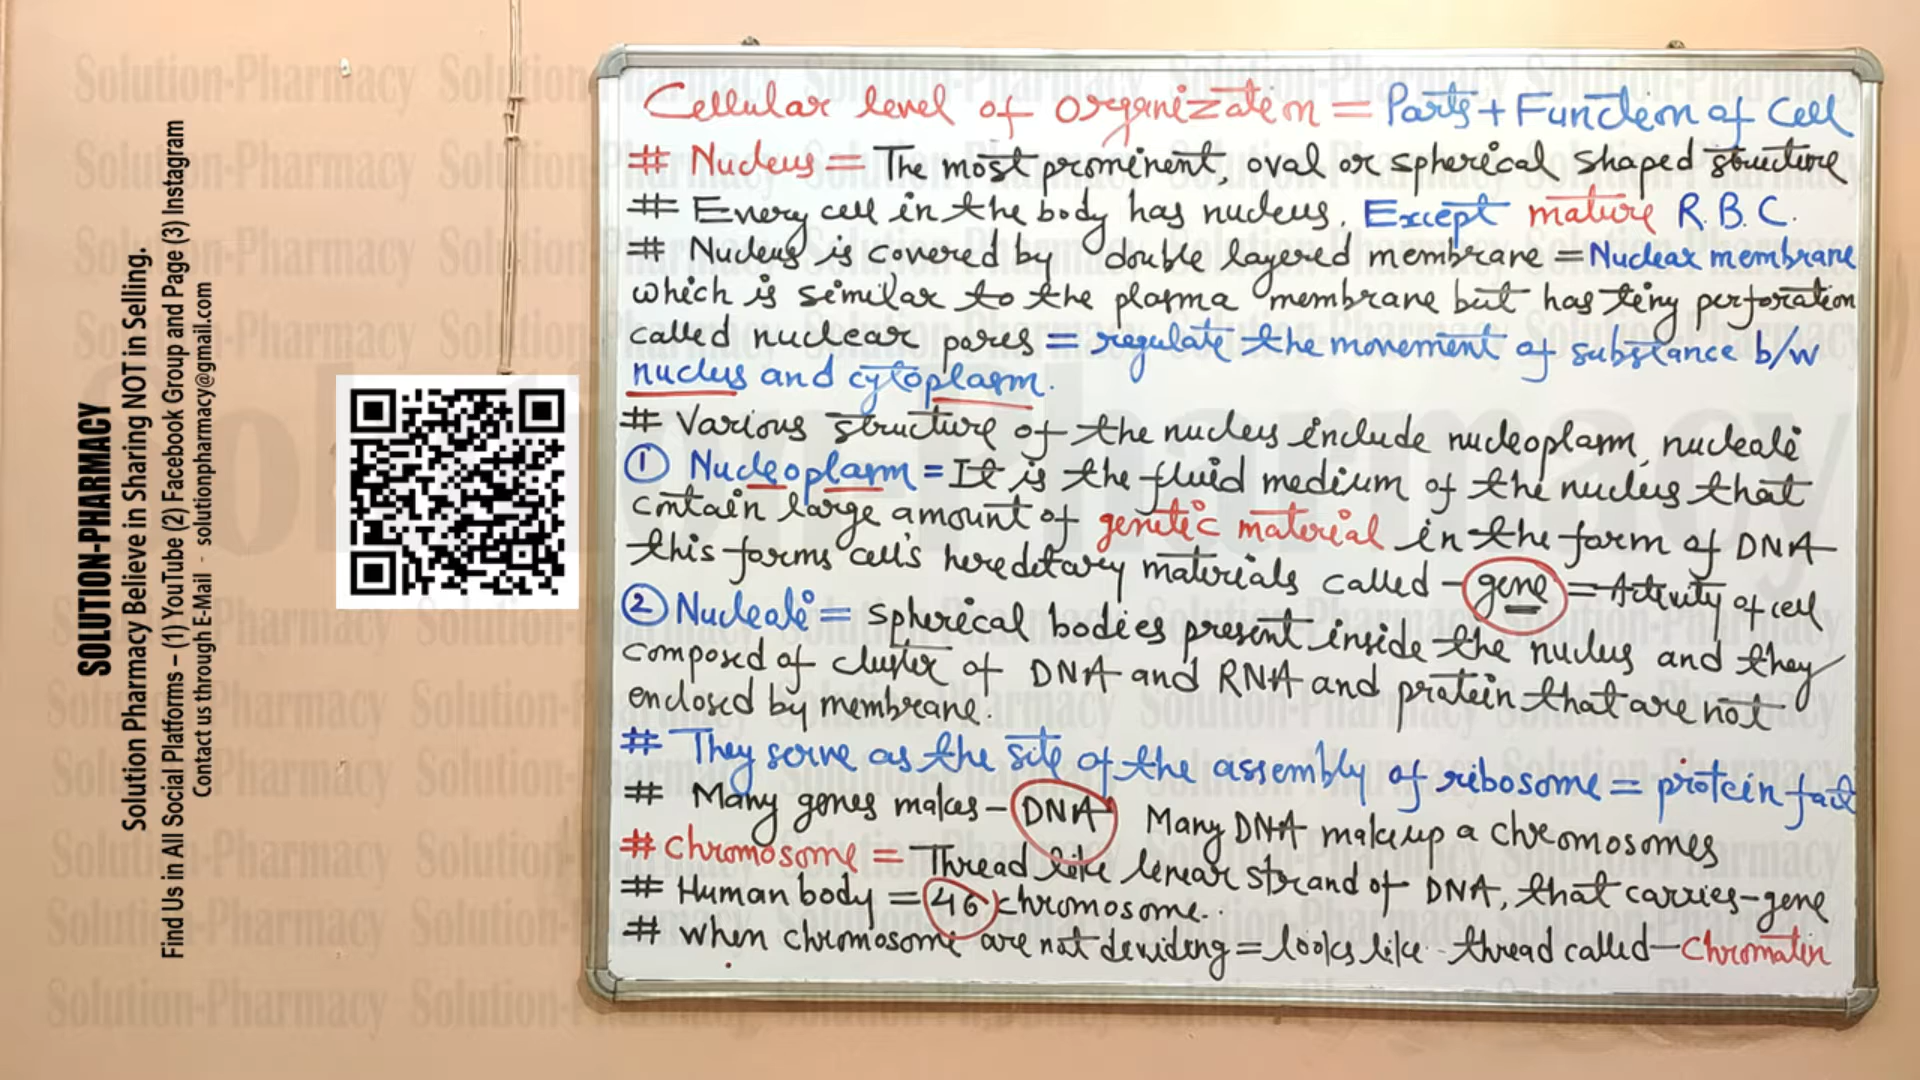 SOLUTION-PHARMACY
Solution Pharmacy Believe in Sharing NOT in Selling.
Find Us in All Social Platforms – (1) YouTube (2) Facebook Group and Page (3) Instagram
Contact us through E-Mail - solutionpharmacy@gmail.com
Cellular level of Organization = Parts + Function of Cell
# Nucleus = The most prominent, oval or spherical shaped structure
# Every cell in the body has nucleus. Except mature R.B.C.
# Nucleus is covered by double layered membrane = Nuclear membrane
which is similar to the plasma membrane but has tiny perforation
called nuclear pores = regulate the movement of substance b/w
nucleus and cytoplasm.
# Various structure of the nucleus include nucleoplasm, nucleoli
① Nucleoplasm = It is the fluid medium of the nucleus that
contain large amount of genetic material in the form of DNA
this forms cell's heredetary materials called - gene = Activity of cell
② Nucleoli = spherical bodies present inside the nucleus and they
composed of cluster of DNA and RNA and protein that are not
enclosed by membrane.
# They serve as the site of the assembly of ribosome = protein fact
# Many genes makes - DNA Many DNA make up a chromosomes
# chromosome = Thread like linear strand of DNA, that carries - gene
# Human body = 46 chromosome..
# when chromosome are not deviding = looks like thread called - Chromatin
Solution-Pharmacy